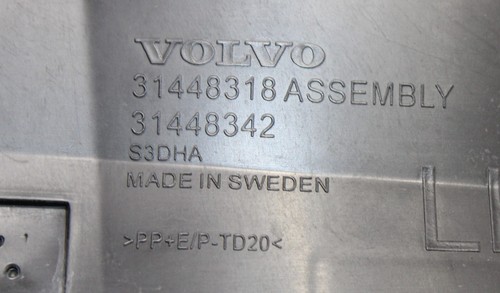 VOLVO
31448318 ASSEMBLY
31448342
S3DHA
MADE IN SWEDEN
>PP+E/P-TD20<